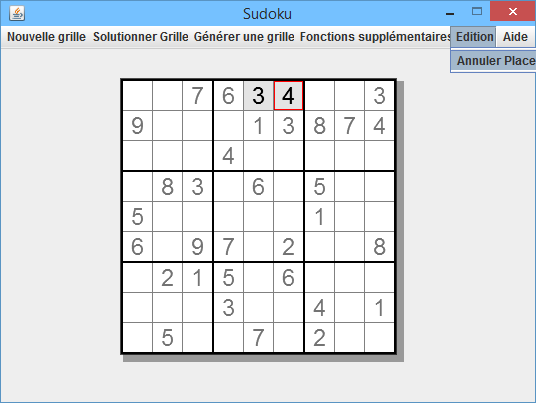 Sudoku
Nouvelle grille Solutionner Grille Générer une grille Fonctions supplémentaires Edition Aide
Annuler Place
7 6 3 4 3
9 1 3 8 7 4
4
8 3 6 5
5 1
6 9 7 2 8
2 1 5 6
3 4 1
5 7 2